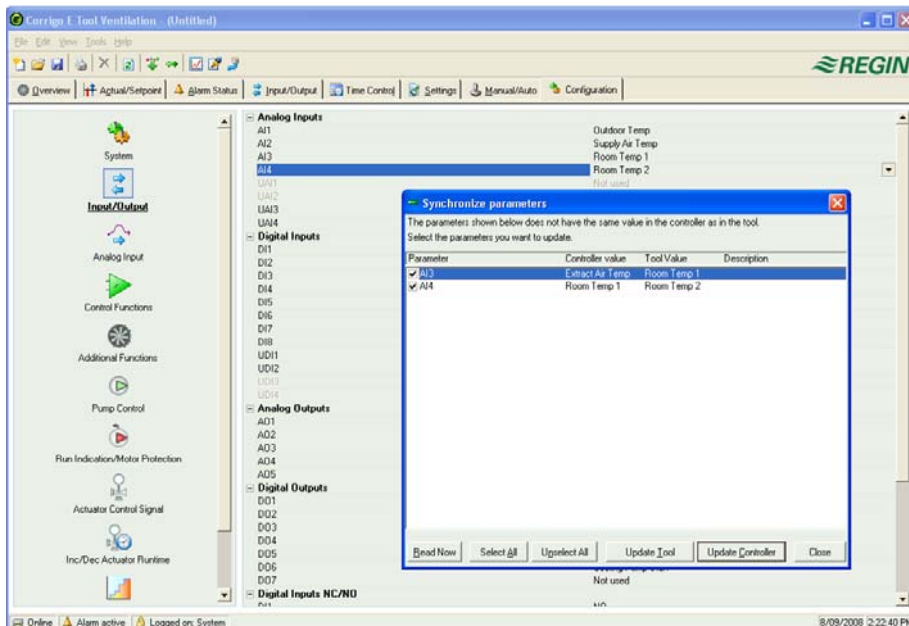 Corrigo E Tool Ventilation - (Untitled)
File Edit View Tools Help
REGIN
Overview Actual/Setpoint Alarm Status Input/Output Time Control Settings Manual/Auto Configuration
System
Input/Output
Analog Input
Control Functions
Additional Functions
Pump Control
Run Indication/Motor Protection
Actuator Control Signal
Inc/Dec Actuator Runtime
Analog Inputs
AI1 Outdoor Temp
AI2 Supply Air Temp
AI3 Room Temp 1
AI4 Room Temp 2
UAI1 Not used
UAI2
UAI3
UAI4
Digital Inputs
DI1
DI2
DI3
DI4
DI5
DI6
DI7
DI8
UDI1
UDI2
UDI3
UDI4
Analog Outputs
AO1
AO2
AO3
AO4
AO5
Digital Outputs
DO1
DO2
DO3
DO4
DO5
DO6
DO7 Not used
Digital Inputs NC/NO
DI1 NO
Synchronize parameters
The parameters shown below does not have the same value in the controller as in the tool.
Select the parameters you want to update.
Parameter Controller value Tool Value Description
AI3 Extract Air Temp Room Temp 1
AI4 Room Temp 1 Room Temp 2
Read Now Select All Unselect All Update Tool Update Controller Close
Online Alarm active Logged on: System 8/09/2008 2:22:40 PM